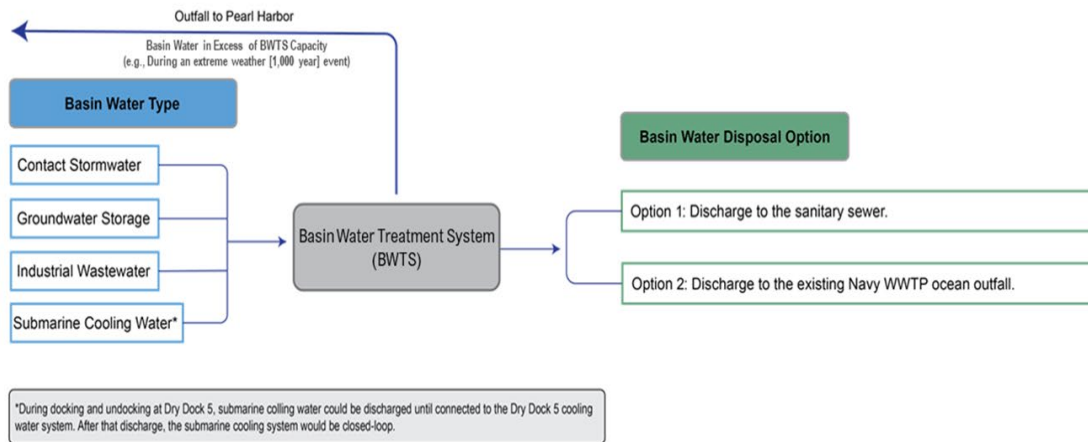 Outfall to Pearl Harbor
Basin Water in Excess of BWTS Capacity
(e.g., During an extreme weather [1,000 year] event)
Basin Water Type
Basin Water Disposal Option
Contact Stormwater
Groundwater Storage
Industrial Wastewater
Submarine Cooling Water*
Basin Water Treatment System
(BWTS)
Option 1: Discharge to the sanitary sewer.
Option 2: Discharge to the existing Navy WWTP ocean outfall.
*During docking and undocking at Dry Dock 5, submarine colling water could be discharged until connected to the Dry Dock 5 cooling
water system. After that discharge, the submarine cooling system would be closed-loop.